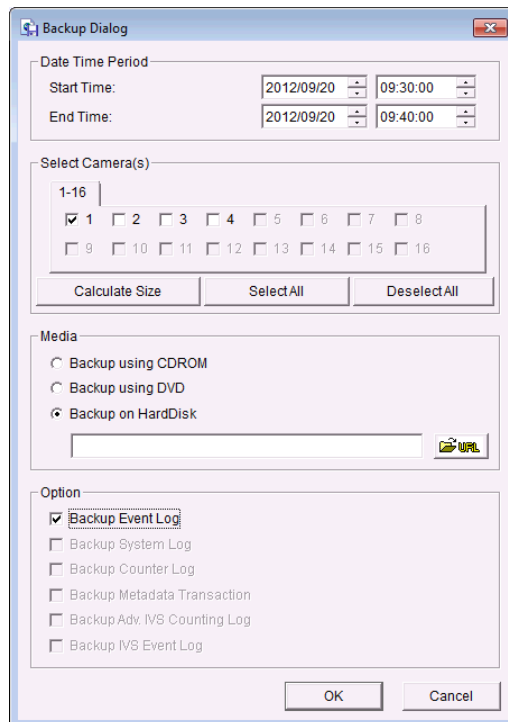 Backup Dialog
Date Time Period
Start Time: 2012/09/20 09:30:00
End Time: 2012/09/20 09:40:00
Select Camera(s)
1-16
1 2 3 4 5 6 7 8
9 10 11 12 13 14 15 16
Calculate Size Select All Deselect All
Media
Backup using CDROM
Backup using DVD
Backup on HardDisk
URL
Option
Backup Event Log
Backup System Log
Backup Counter Log
Backup Metadata Transaction
Backup Adv. IVS Counting Log
Backup IVS Event Log
OK Cancel